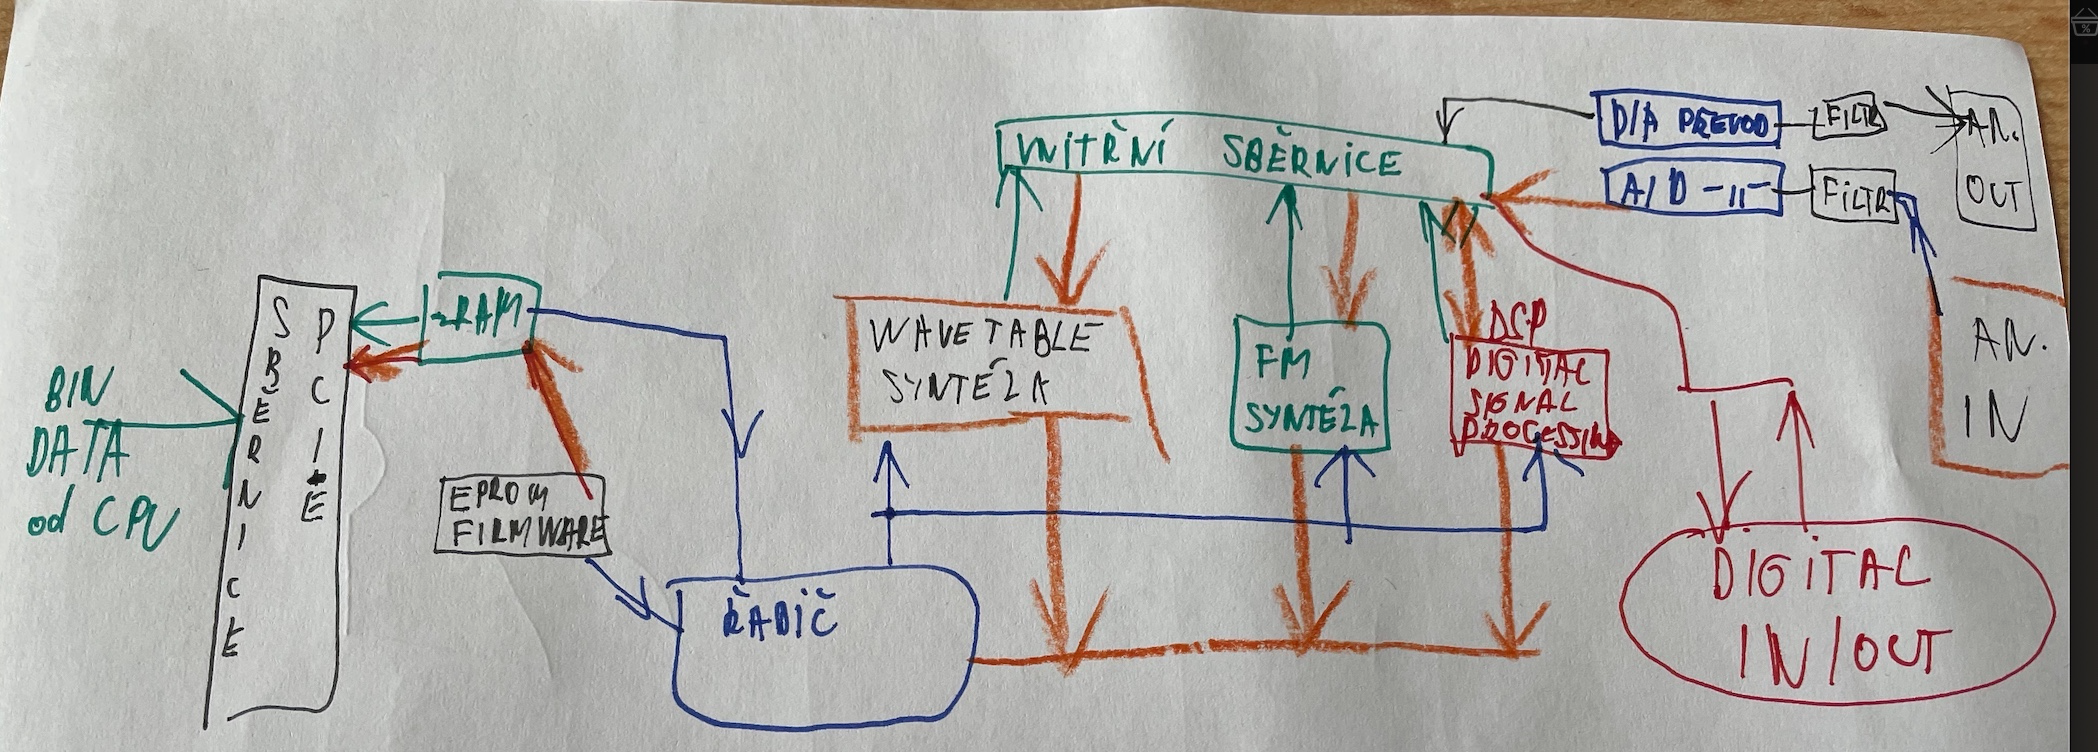 BIN
DATA
od CPU
SBĚRNICE
PCI-E
RAM
EPROM
FILMWARE
ŘADIČ
VNITŘNÍ SBĚRNICE
WAVETABLE
SYNTÉZA
FM
SYNTÉZA
DSP
DIGITAL
SIGNAL
PROCESSING
D/A PŘEVOD
FILTR
AN.
OUT
A/D -11-
FILTR
AN.
IN
DIGITAL
IN/OUT